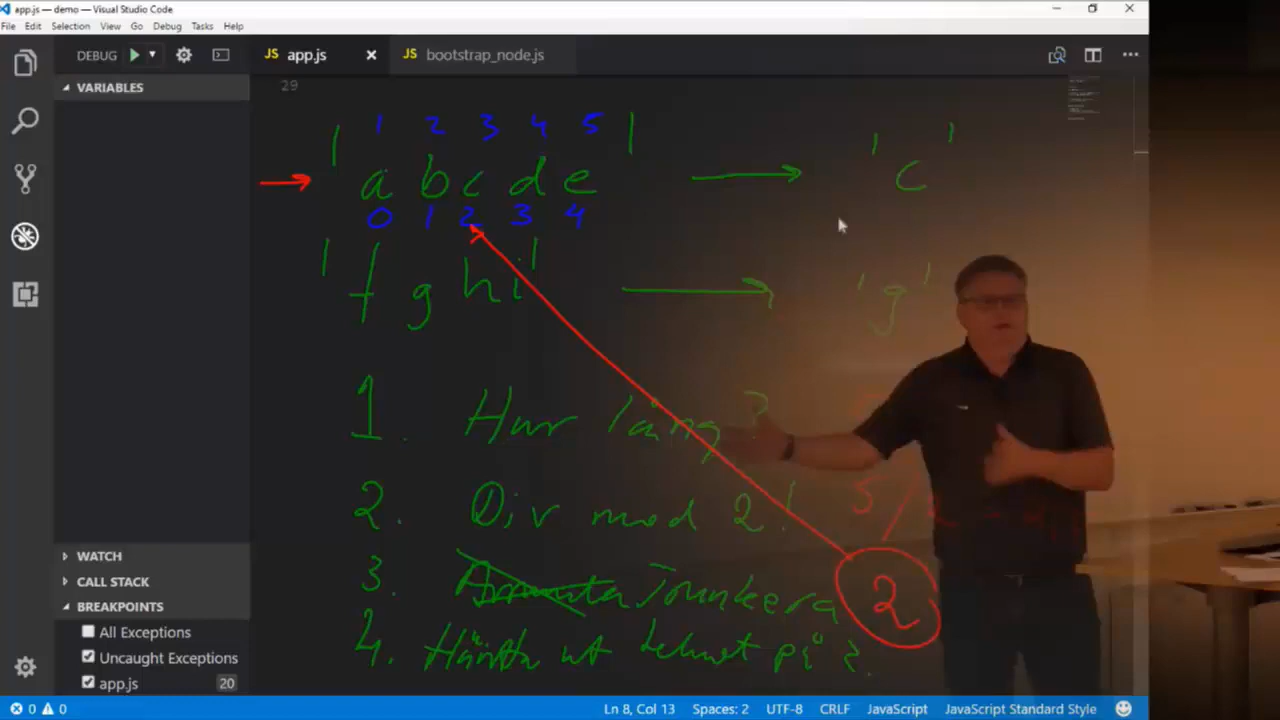 app.js — demo — Visual Studio Code
File Edit Selection View Go Debug Tasks Help
DEBUG
JS app.js
JS bootstrap_node.js
VARIABLES
29
1 2 3 4 5
' a b c d e ' → ' c '
0 1 2 3 4
' f g h i ' → ' g '
1. Hur lång?
2. Div med 2!
3. Trunkera
2
4. Hämta ut tecknet på 2.
WATCH
CALL STACK
BREAKPOINTS
All Exceptions
Uncaught Exceptions
app.js 20
0 0 Ln 8, Col 13 Spaces: 2 UTF-8 CRLF JavaScript JavaScript Standard Style